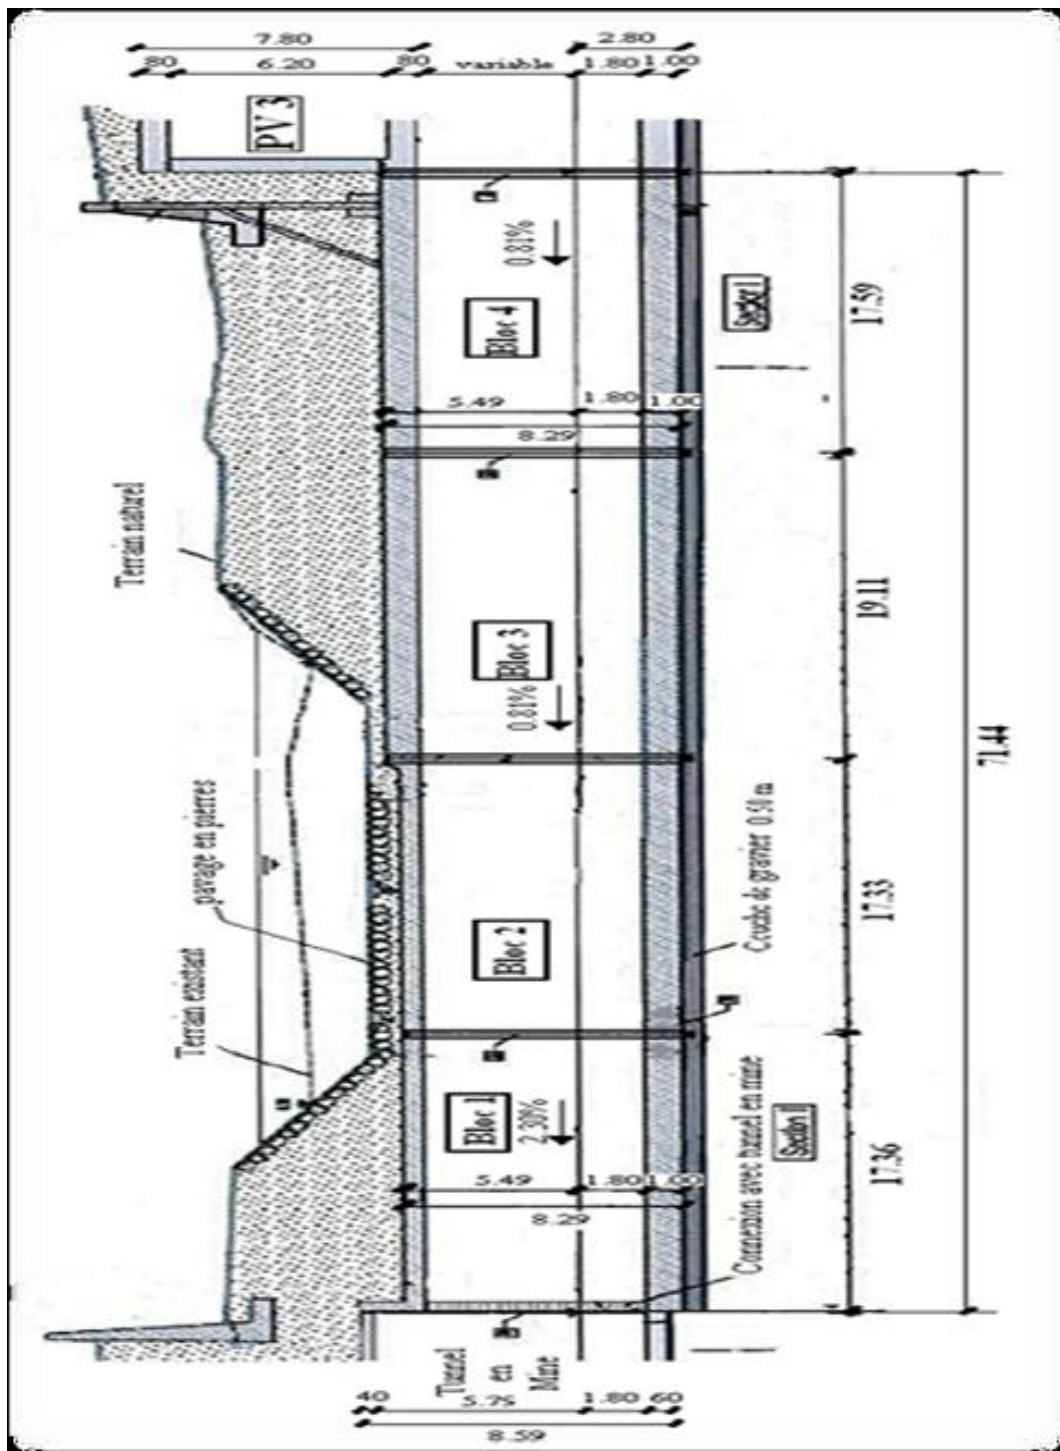 7.80
2.80
80
6.20
80
variable
1.80
1.00
PV 3
0.81%
Bloc 4
Section I
17.59
5.49
1.80
1.00
8.29
Terrain naturel
Bloc 3
0.81%
19.11
71.44
pavage en pierres
Terrain existant
Bloc 2
Couche de gravier 0.50 m
17.33
Bloc 1
2.30%
Connexion avec tunnel en mine
Section II
17.36
5.49
1.80
1.00
8.29
Tunnel
en
Mine
40
5.75
1.80
60
8.59